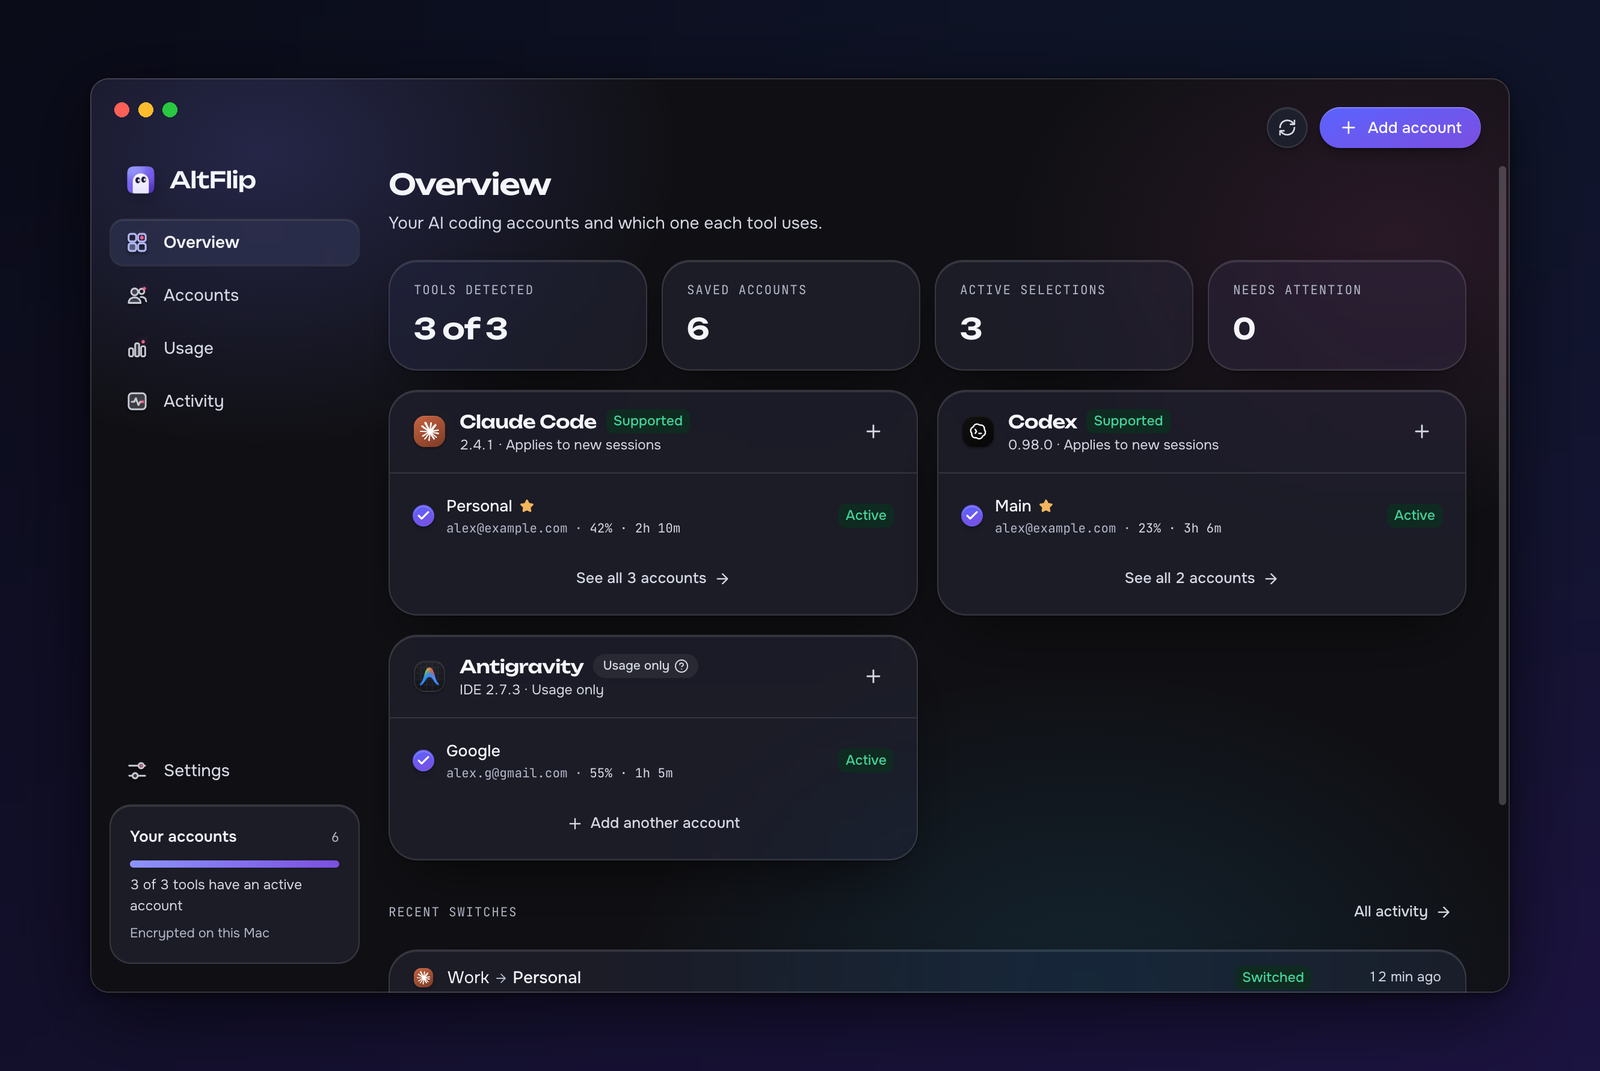 AltFlip
Overview
Accounts
Usage
Activity
Settings
Your accounts 6
3 of 3 tools have an active
account
Encrypted on this Mac
Add account
Overview
Your AI coding accounts and which one each tool uses.
TOOLS DETECTED
3 of 3
SAVED ACCOUNTS
6
ACTIVE SELECTIONS
3
NEEDS ATTENTION
0
Claude Code Supported
2.4.1 · Applies to new sessions
Personal
alex@example.com · 42% · 2h 10m
Active
See all 3 accounts →
Codex Supported
0.98.0 · Applies to new sessions
Main
alex@example.com · 23% · 3h 6m
Active
See all 2 accounts →
Antigravity Usage only ?
IDE 2.7.3 · Usage only
Google
alex.g@gmail.com · 55% · 1h 5m
Active
+ Add another account
RECENT SWITCHES
All activity →
Work → Personal Switched 12 min ago